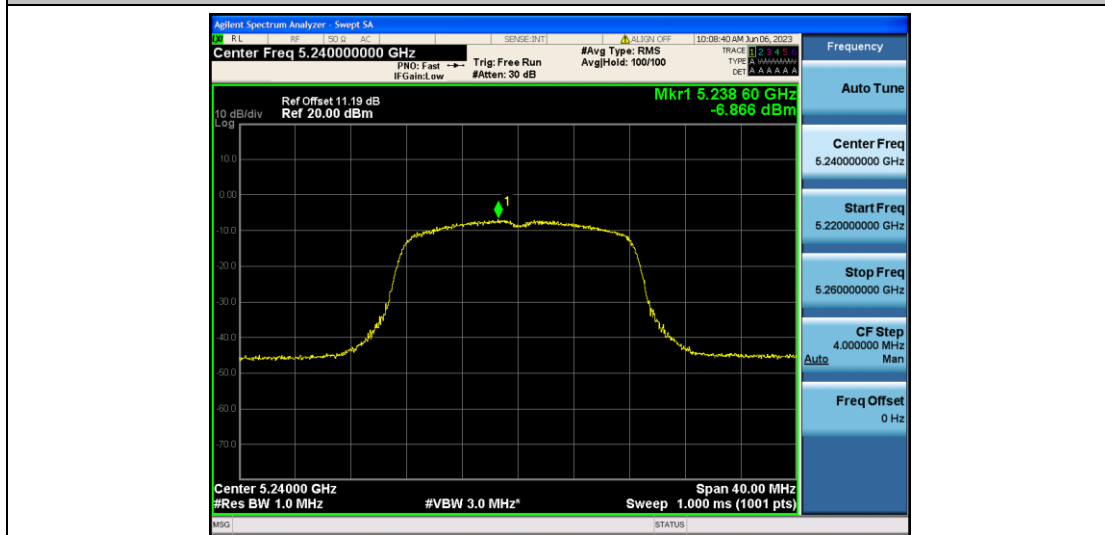 Agilent Spectrum Analyzer - Swept SA
RL RF 50 Ω AC SENSE:INT ALIGN OFF 10:08:40 AM Jun 06, 2023
Center Freq 5.240000000 GHz
PNO: Fast
IFGain:Low
Trig: Free Run
#Atten: 30 dB
#Avg Type: RMS
Avg|Hold: 100/100
TRACE 1 2 3 4 5 6
TYPE A WWWWW
DET A A A A A A
Frequency
Auto Tune
Center Freq
5.240000000 GHz
Start Freq
5.220000000 GHz
Stop Freq
5.260000000 GHz
CF Step
4.000000 MHz
Auto Man
Freq Offset
0 Hz
Mkr1 5.238 60 GHz
-6.866 dBm
Ref Offset 11.19 dB
10 dB/div Ref 20.00 dBm
Log
10.0
0.00
-10.0
-20.0
-30.0
-40.0
-50.0
-60.0
-70.0
1
Center 5.24000 GHz Span 40.00 MHz
#Res BW 1.0 MHz #VBW 3.0 MHz* Sweep 1.000 ms (1001 pts)
MSG STATUS